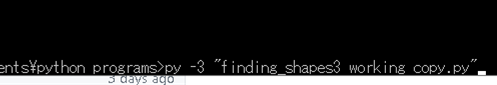 ents¥python programs>py -3 "finding_shapes3 working copy.py"_
3 days ago